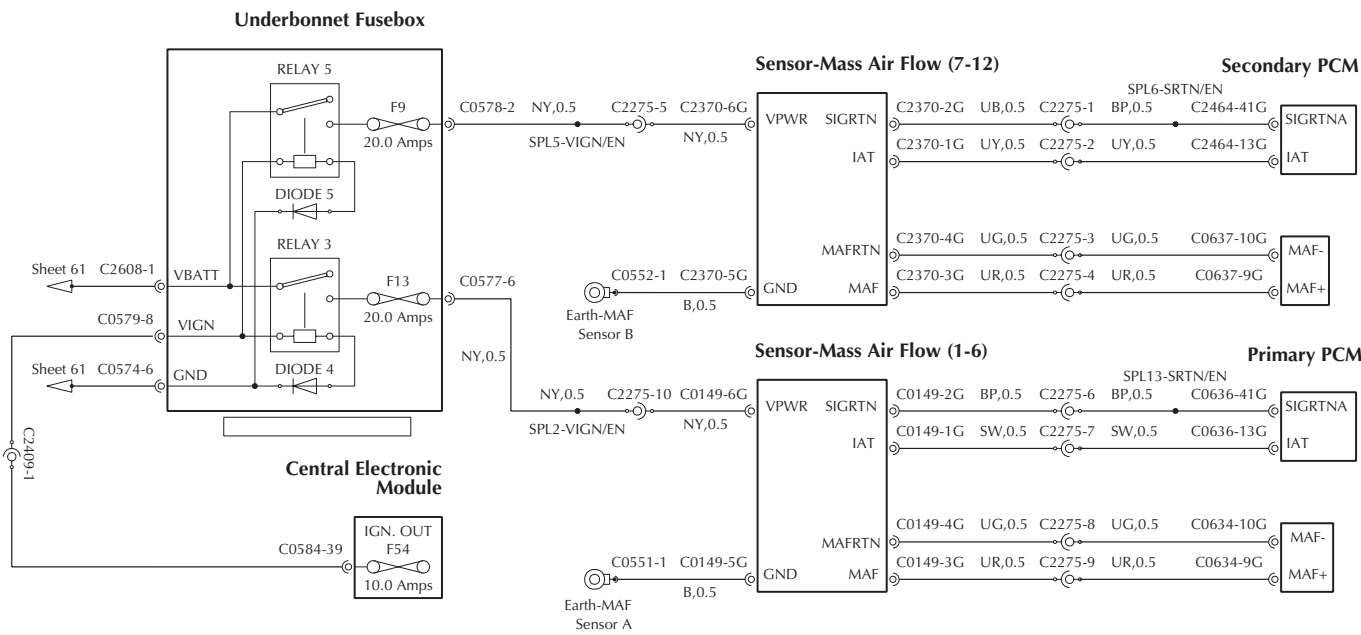 Underbonnet Fusebox
RELAY 5
F9
20.0 Amps
DIODE 5
RELAY 3
F13
20.0 Amps
DIODE 4
VBATT
VIGN
GND
Sheet 61 C2608-1
C0579-8
Sheet 61 C0574-6
C2409-1
Central Electronic
Module
IGN. OUT
F54
10.0 Amps
C0584-39
C0578-2 NY,0.5 C2275-5 C2370-6G
SPL5-VIGN/EN NY,0.5
C0577-6
NY,0.5
NY,0.5 C2275-10 C0149-6G
SPL2-VIGN/EN NY,0.5
Sensor-Mass Air Flow (7-12)
VPWR SIGRTN
IAT
MAFRTN
GND MAF
C0552-1 C2370-5G
B,0.5
Earth-MAF
Sensor B
Secondary PCM
SPL6-SRTN/EN
C2370-2G UB,0.5 C2275-1 BP,0.5 C2464-41G
SIGRTNA
C2370-1G UY,0.5 C2275-2 UY,0.5 C2464-13G
IAT
C2370-4G UG,0.5 C2275-3 UG,0.5 C0637-10G
MAF-
C2370-3G UR,0.5 C2275-4 UR,0.5 C0637-9G
MAF+
Sensor-Mass Air Flow (1-6)
VPWR SIGRTN
IAT
MAFRTN
GND MAF
C0551-1 C0149-5G
B,0.5
Earth-MAF
Sensor A
Primary PCM
SPL13-SRTN/EN
C0149-2G BP,0.5 C2275-6 BP,0.5 C0636-41G
SIGRTNA
C0149-1G SW,0.5 C2275-7 SW,0.5 C0636-13G
IAT
C0149-4G UG,0.5 C2275-8 UG,0.5 C0634-10G
MAF-
C0149-3G UR,0.5 C2275-9 UR,0.5 C0634-9G
MAF+